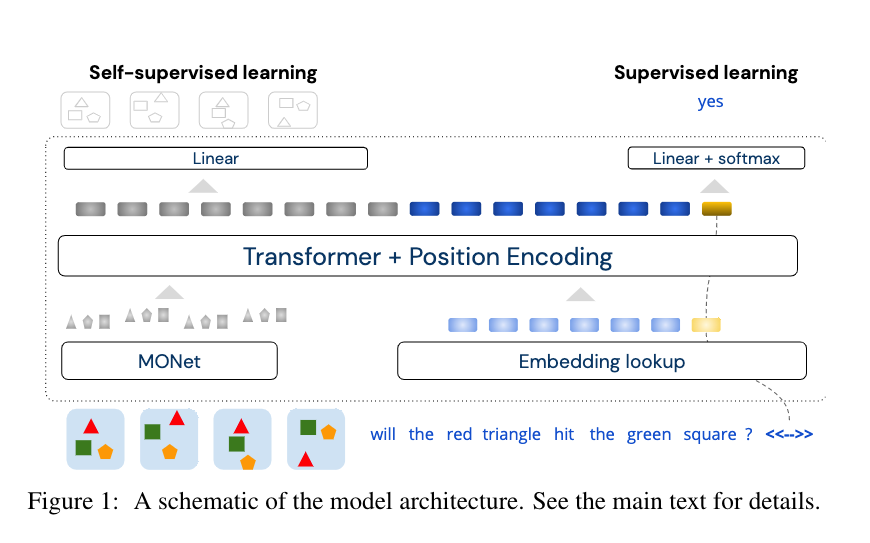 Self-supervised learning
Supervised learning
yes
Linear
Linear + softmax
Transformer + Position Encoding
MONet
Embedding lookup
will the red triangle hit the green square ? <<-->>
Figure 1: A schematic of the model architecture. See the main text for details.